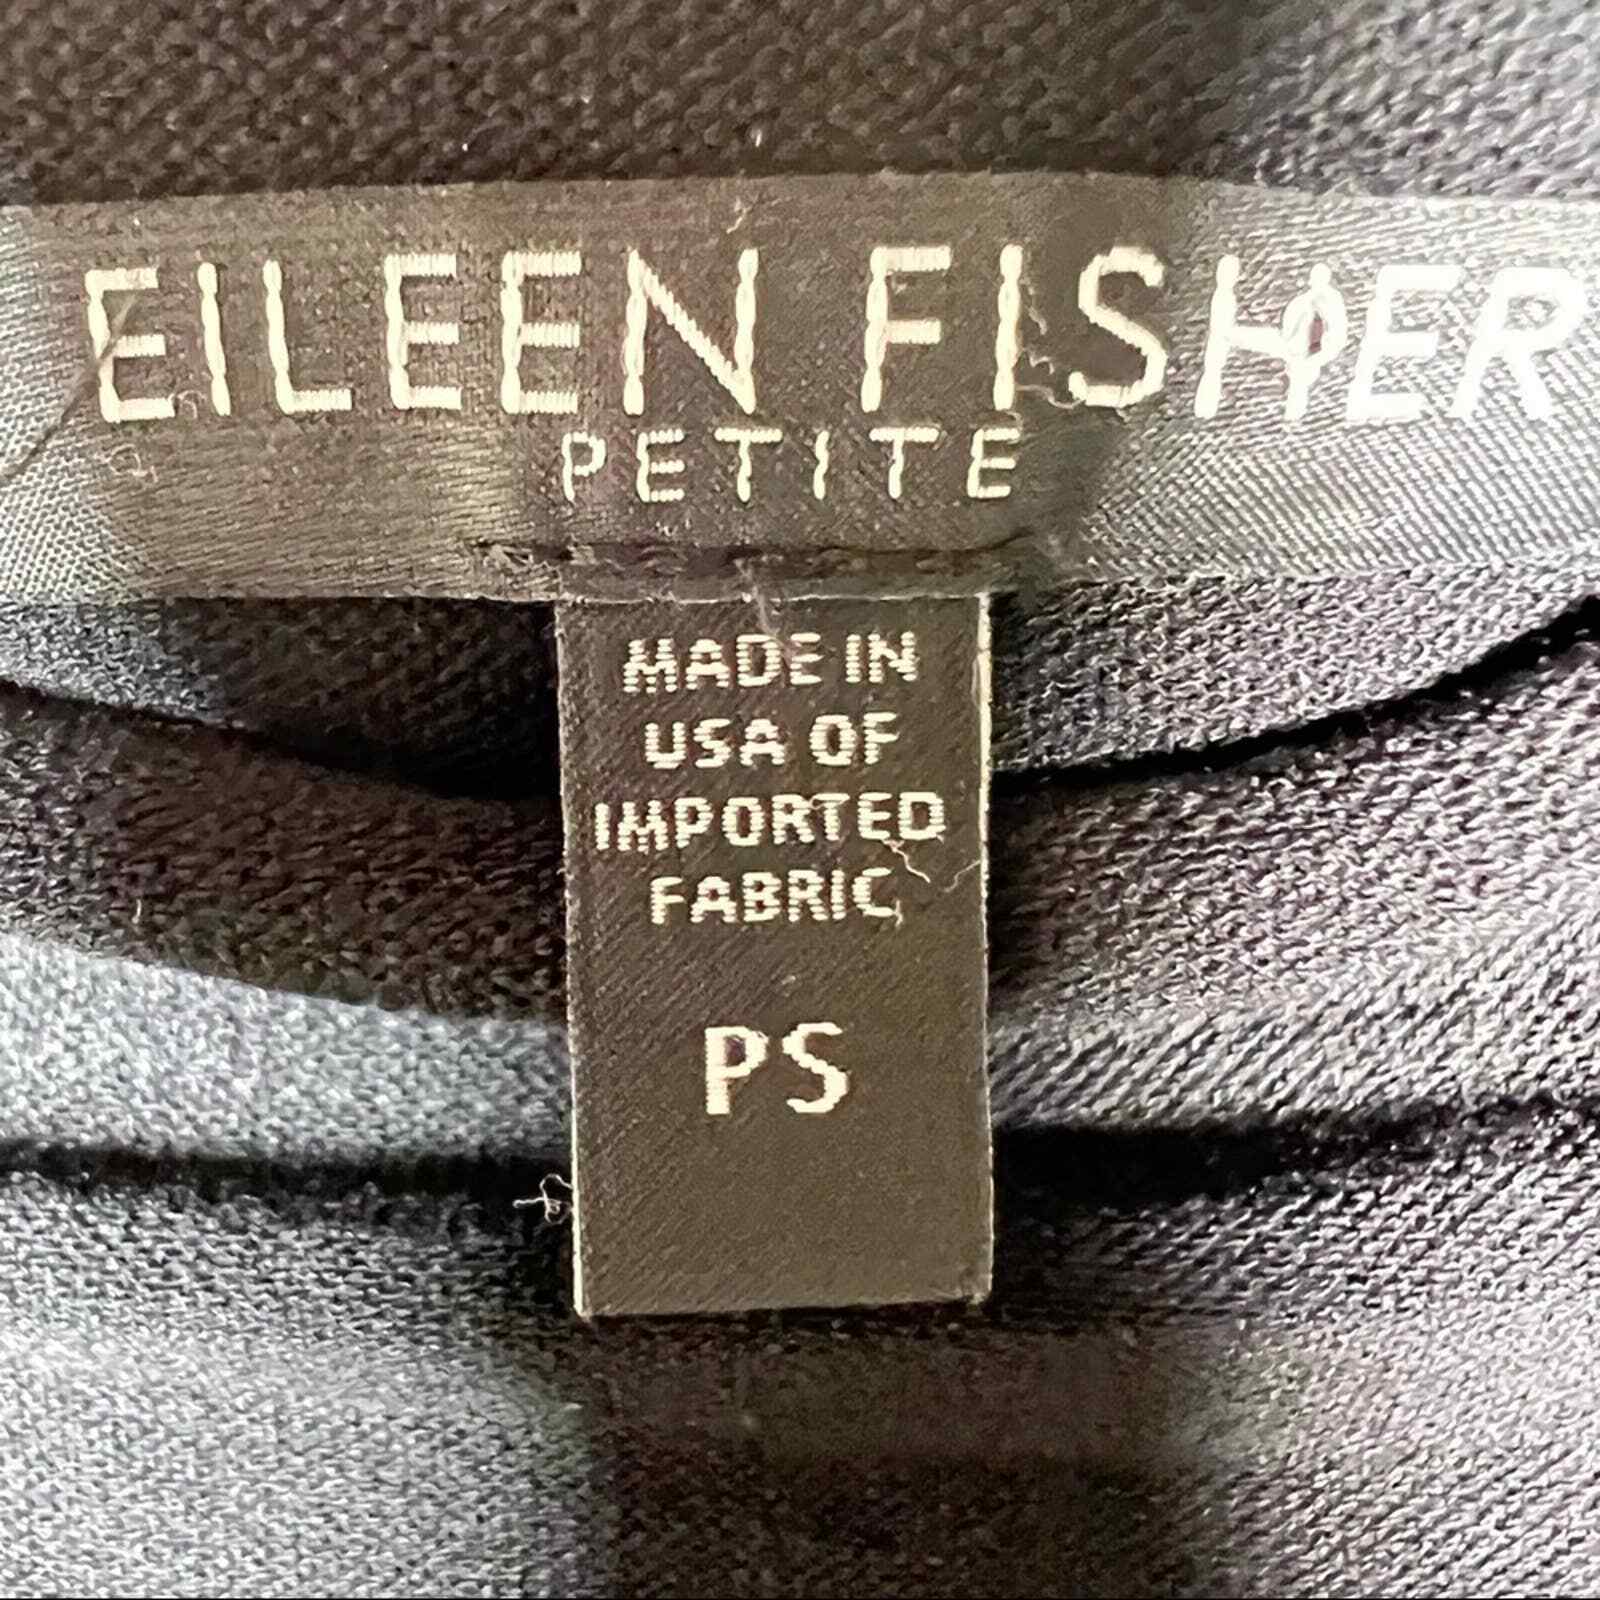 EILEEN FISHER
PETITE
MADE IN
USA OF
IMPORTED
FABRIC
PS